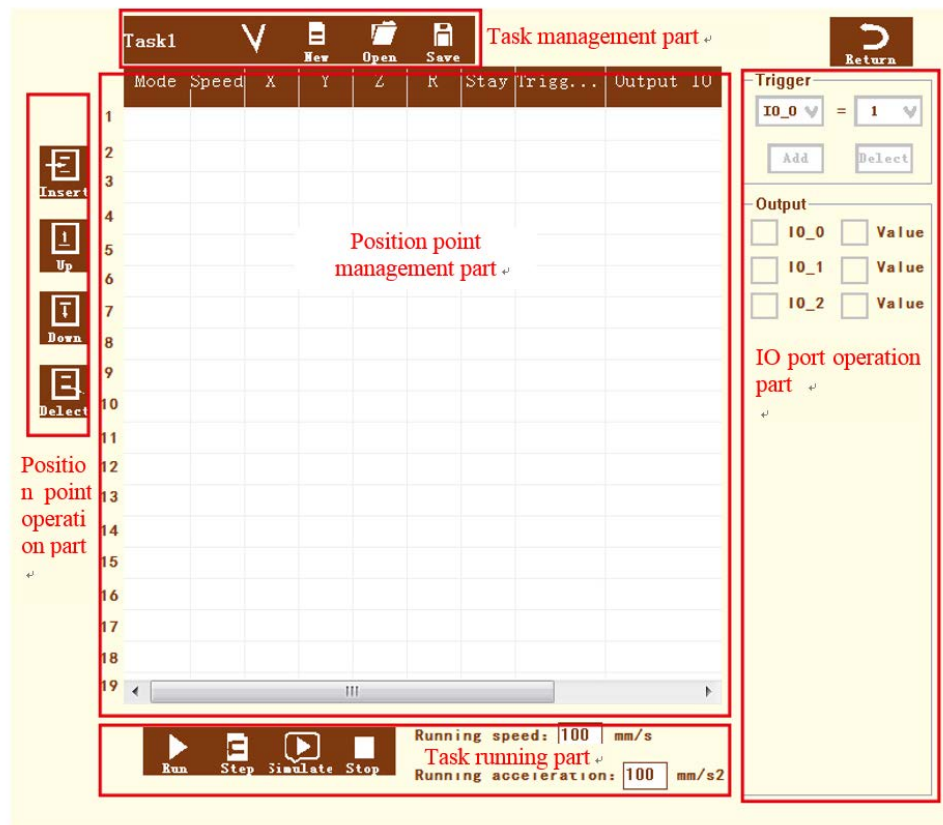 Task1
New
Open
Save
Task management part
Return
Mode Speed X Y Z R Stay Trigg... Output IO
1
2
3
4
5
6
7
8
9
10
11
12
13
14
15
16
17
18
19
Insert
Up
Down
Delect
Positio
n point
operati
on part
Position point
management part
Trigger
IO_0 = 1
Add Delect
Output
IO_0 Value
IO_1 Value
IO_2 Value
IO port operation
part
Run Step Simulate Stop
Running speed: 100 mm/s
Task running part
Running acceleration: 100 mm/s2